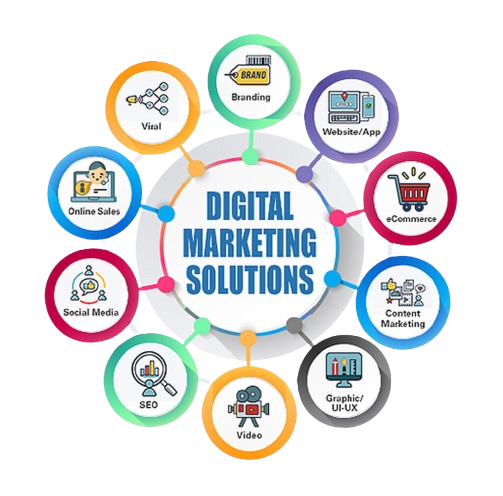 DIGITAL
MARKETING
SOLUTIONS
BRAND
Branding
Website/App
eCommerce
Content
Marketing
Graphic/
UI-UX
Video
SEO
Social Media
Online Sales
Viral